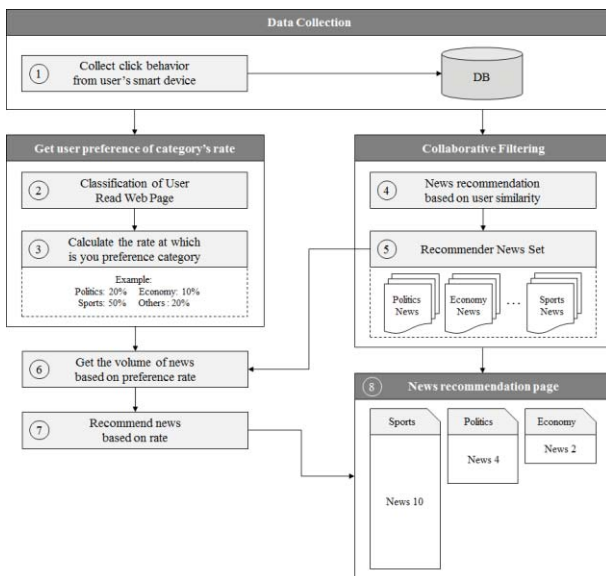 Data Collection
1
Collect click behavior
from user's smart device
DB
Get user preference of category's rate
2
Classification of User
Read Web Page
3
Calculate the rate at which
is you preference category
Example:
Politics: 20% Economy: 10%
Sports: 50% Others : 20%
Collaborative Filtering
4
News recommendation
based on user similarity
5
Recommender News Set
Politics
News
Economy
News
...
Sports
News
6
Get the volume of news
based on preference rate
7
Recommend news
based on rate
8
News recommendation page
Sports
News 10
Politics
News 4
Economy
News 2